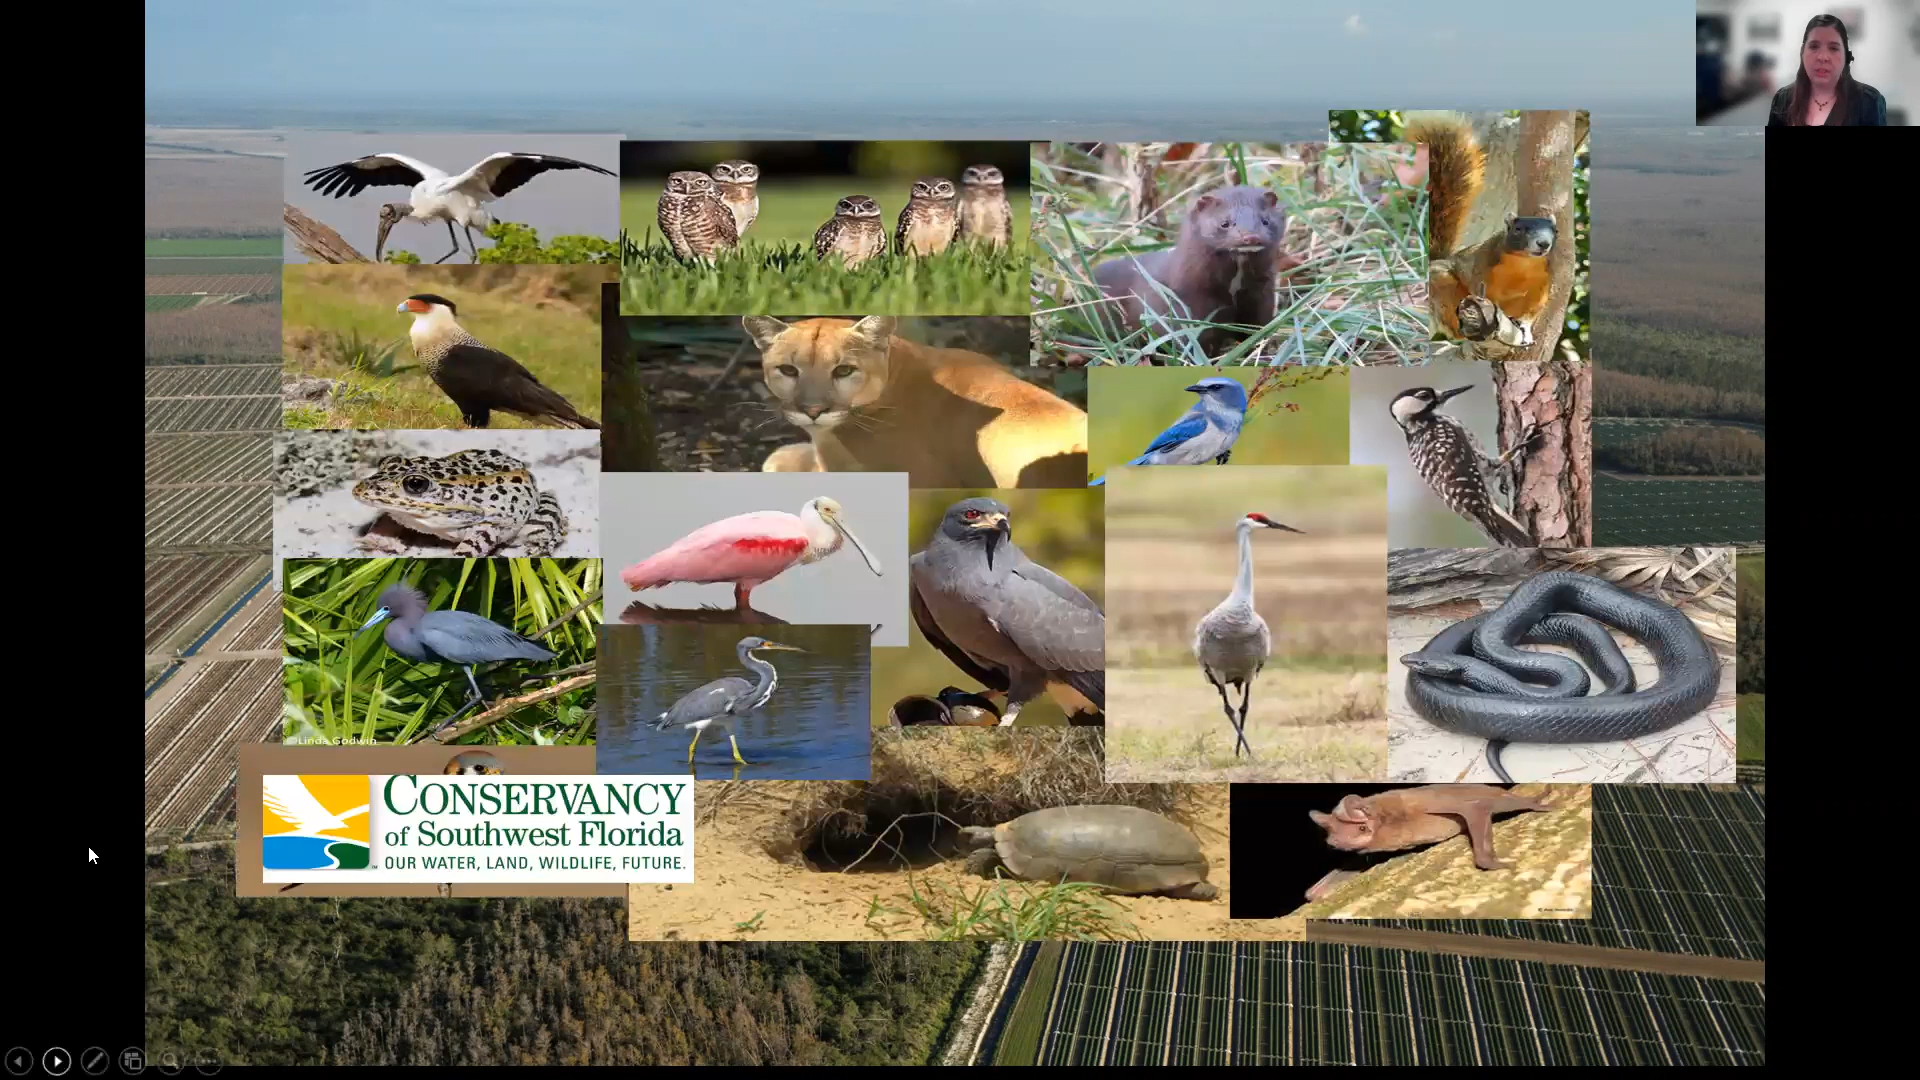 ©Linda Godwin
CONSERVANCY
of Southwest Florida
OUR WATER, LAND, WILDLIFE, FUTURE.